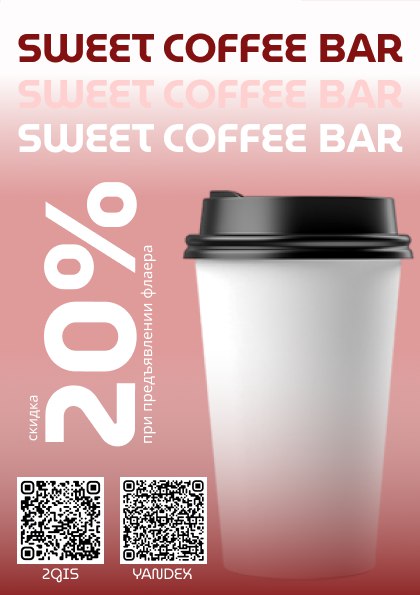 SWEET COFFEE BAR
SWEET COFFEE BAR
SWEET COFFEE BAR
скидка
20%
при предъявлении флаера
2GIS
YANDEX